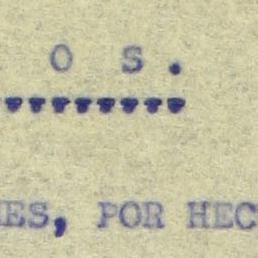 O S.
ES, POR HEC